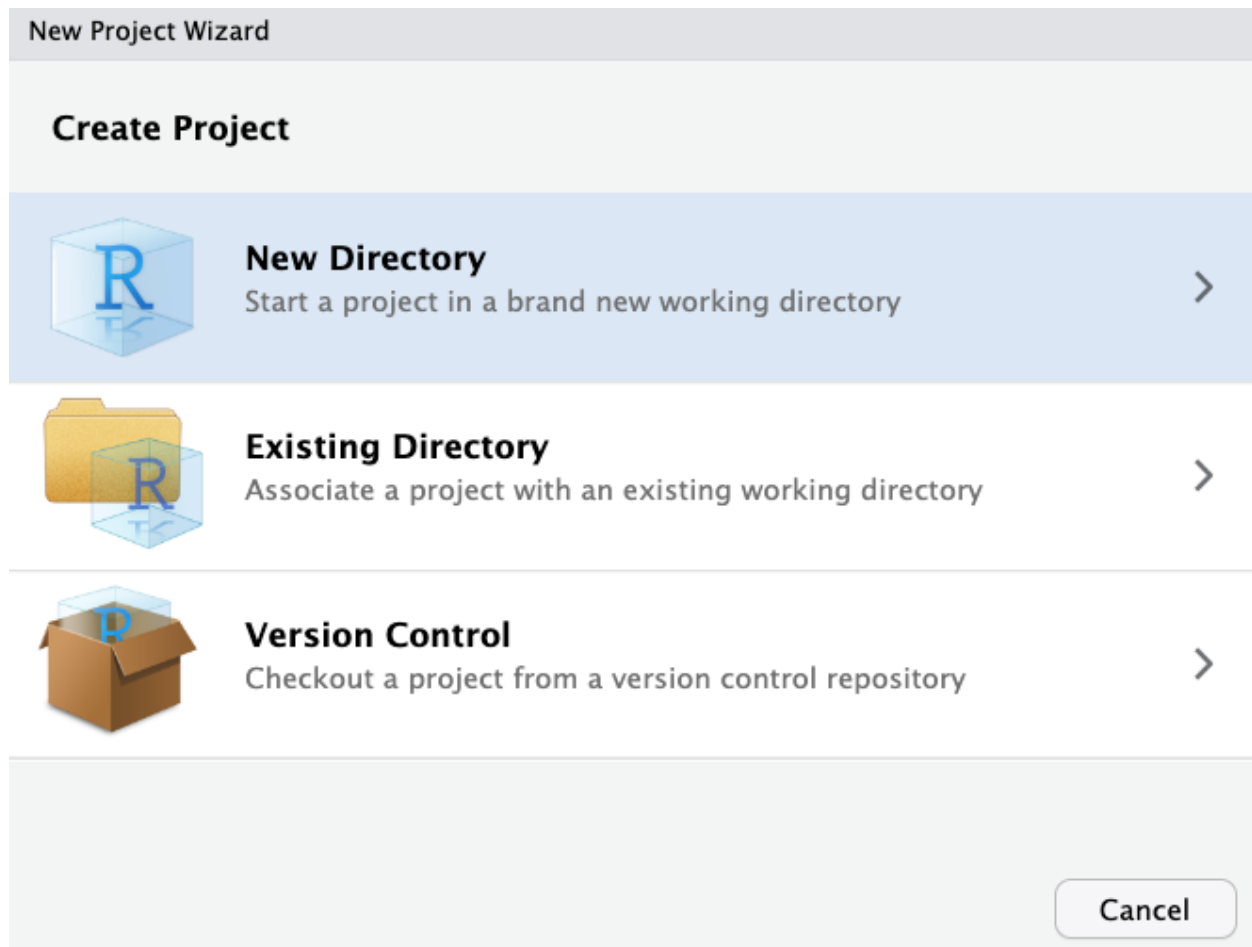 New Project Wizard
Create Project
R
New Directory
Start a project in a brand new working directory
R
Existing Directory
Associate a project with an existing working directory
R
Version Control
Checkout a project from a version control repository
Cancel